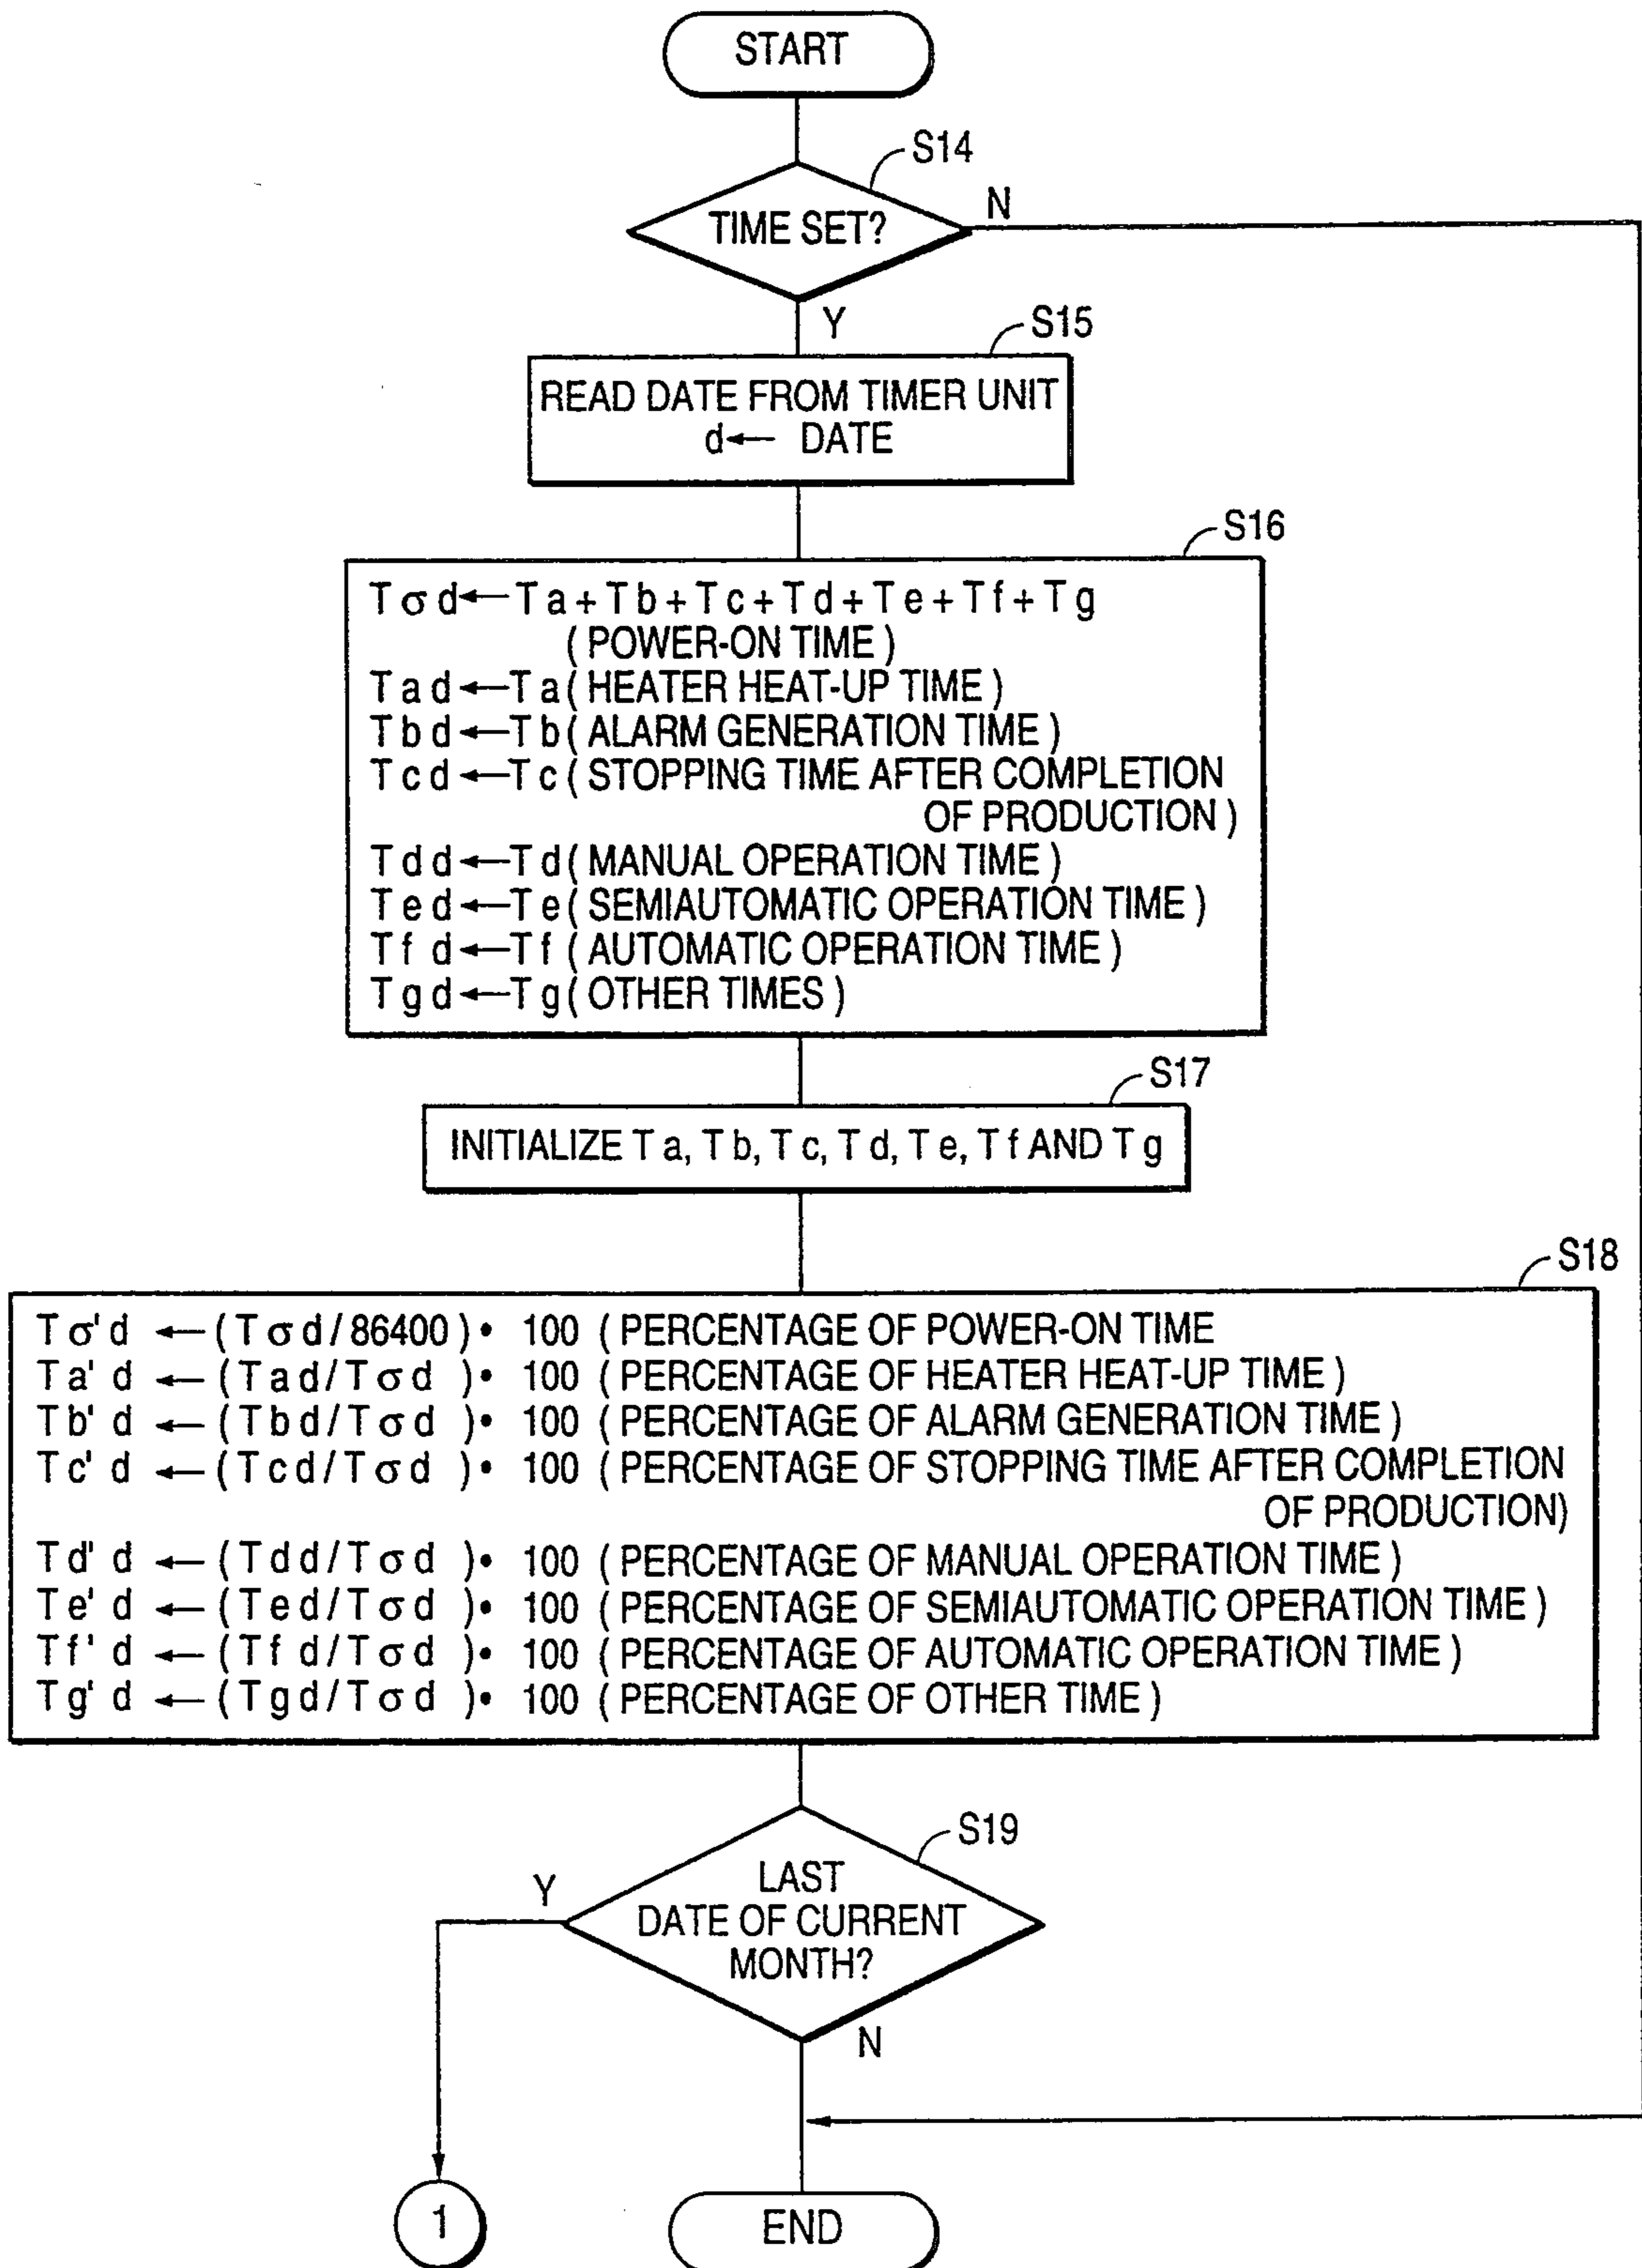 START
S14
TIME SET?
N
Y
S15
READ DATE FROM TIMER UNIT
d← DATE
S16
Tσd←Ta+Tb+Tc+Td+Te+Tf+Tg
(POWER-ON TIME)
Tad←Ta(HEATER HEAT-UP TIME)
Tbd←Tb(ALARM GENERATION TIME)
Tcd←Tc(STOPPING TIME AFTER COMPLETION
OF PRODUCTION)
Tdd←Td(MANUAL OPERATION TIME)
Ted←Te(SEMIAUTOMATIC OPERATION TIME)
Tfd←Tf(AUTOMATIC OPERATION TIME)
Tgd←Tg(OTHER TIMES)
S17
INITIALIZE Ta, Tb, Tc, Td, Te, Tf AND Tg
S18
Tσ'd ←(Tσd/86400)• 100 (PERCENTAGE OF POWER-ON TIME
Ta'd ←(Tad/Tσd )• 100 (PERCENTAGE OF HEATER HEAT-UP TIME)
Tb'd ←(Tbd/Tσd )• 100 (PERCENTAGE OF ALARM GENERATION TIME)
Tc'd ←(Tcd/Tσd )• 100 (PERCENTAGE OF STOPPING TIME AFTER COMPLETION
OF PRODUCTION)
Td'd ←(Tdd/Tσd )• 100 (PERCENTAGE OF MANUAL OPERATION TIME)
Te'd ←(Ted/Tσd )• 100 (PERCENTAGE OF SEMIAUTOMATIC OPERATION TIME)
Tf'd ←(Tfd/Tσd )• 100 (PERCENTAGE OF AUTOMATIC OPERATION TIME)
Tg'd ←(Tgd/Tσd )• 100 (PERCENTAGE OF OTHER TIME)
S19
LAST
DATE OF CURRENT
MONTH?
Y
N
1
END